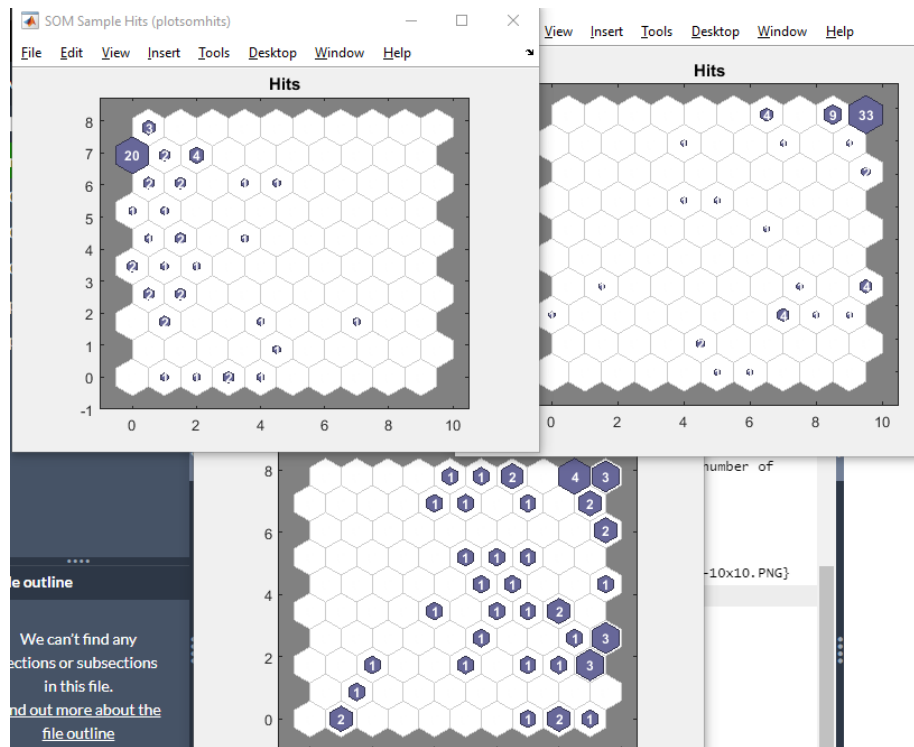 SOM Sample Hits (plotsomhits)
File Edit View Insert Tools Desktop Window Help
Hits
8 3
7 20 2 4
6 2 2
5
4 2
3 2
2 2
1
0 2
-1
0 2 4 6 8 10
View Insert Tools Desktop Window Help
Hits
4 9 33
2
4
4
0 2 4 6 8 10
8 1 1 2 4 3
1 1 1 2
6 2
1 1 1
4 1 1 1
1 1 1 2
1 1 3
2 1 1 1 1 3
1
0 2 1 2 1
number of
-10x10.PNG}
le outline
We can't find any
ections or subsections
in this file.
nd out more about the
file outline